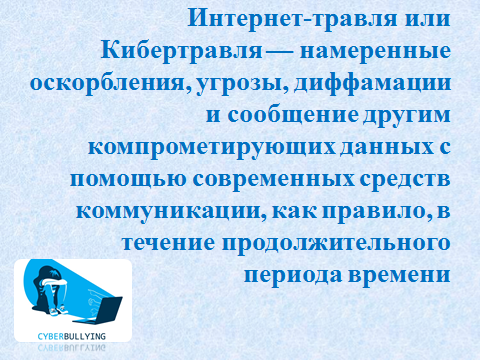 Интернет-травля или
Кибертравля — намеренные
оскорбления, угрозы, диффамации
и сообщение другим
компрометирующих данных с
помощью современных средств
коммуникации, как правило, в
течение продолжительного
периода времени
CYBERBULLYING